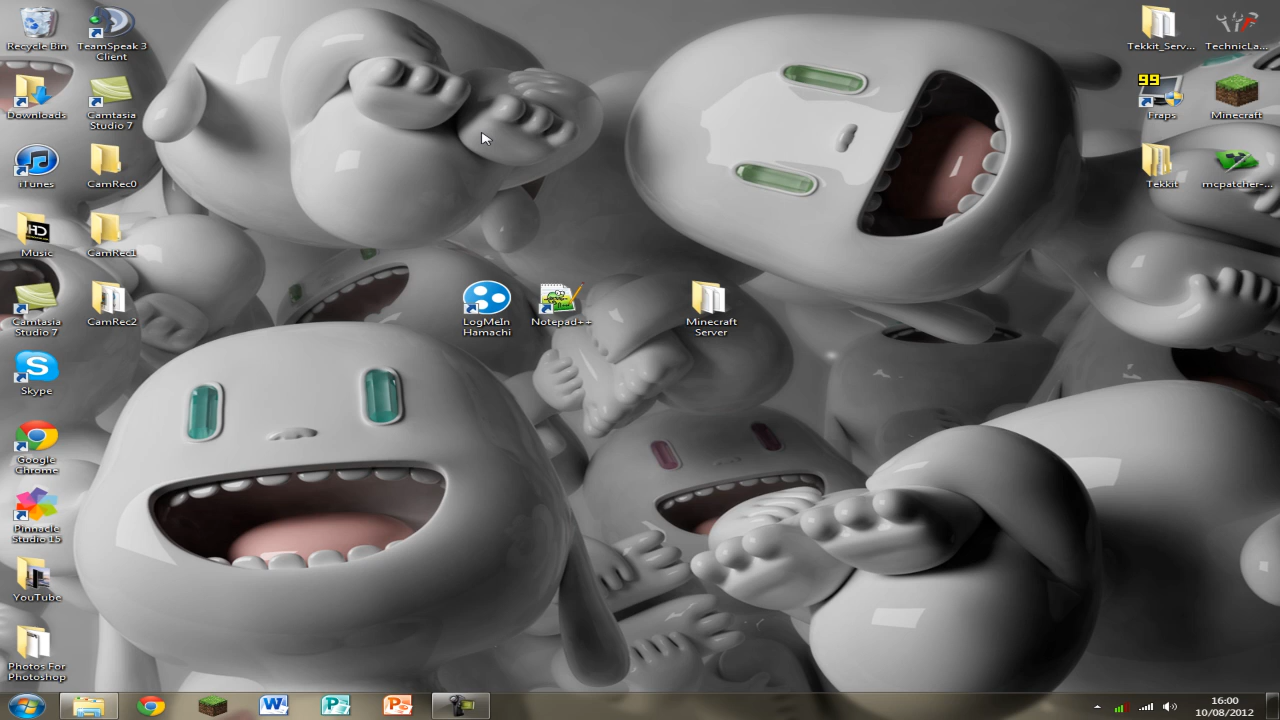 Recycle Bin
TeamSpeak 3
Client
Downloads
Camtasia
Studio 7
iTunes
CamRec0
HD
Music
CamRec1
Camtasia
Studio 7
CamRec2
Skype
Google
Chrome
Pinnacle
Studio 15
YouTube
Photos For
Photoshop
LogMeIn
Hamachi
Notepad++
Minecraft
Server
Tekkit_Serv...
TechnicLa...
99
Fraps
Minecraft
Tekkit
mcpatcher-...
W
P
P
16:00
10/08/2012